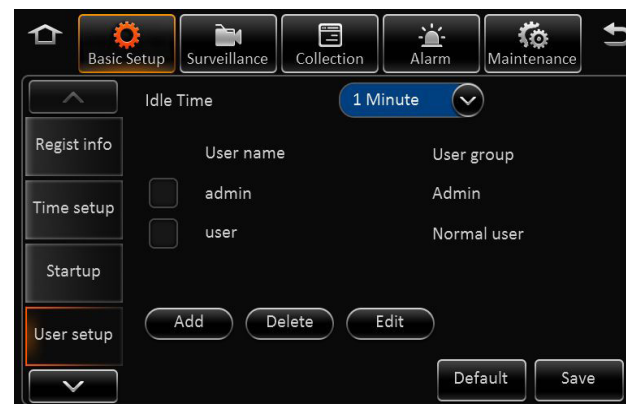 Basic Setup Surveillance Collection Alarm Maintenance
Idle Time 1 Minute
Regist info
User name User group
admin Admin
Time setup
user Normal user
Startup
Add Delete Edit
User setup
Default Save